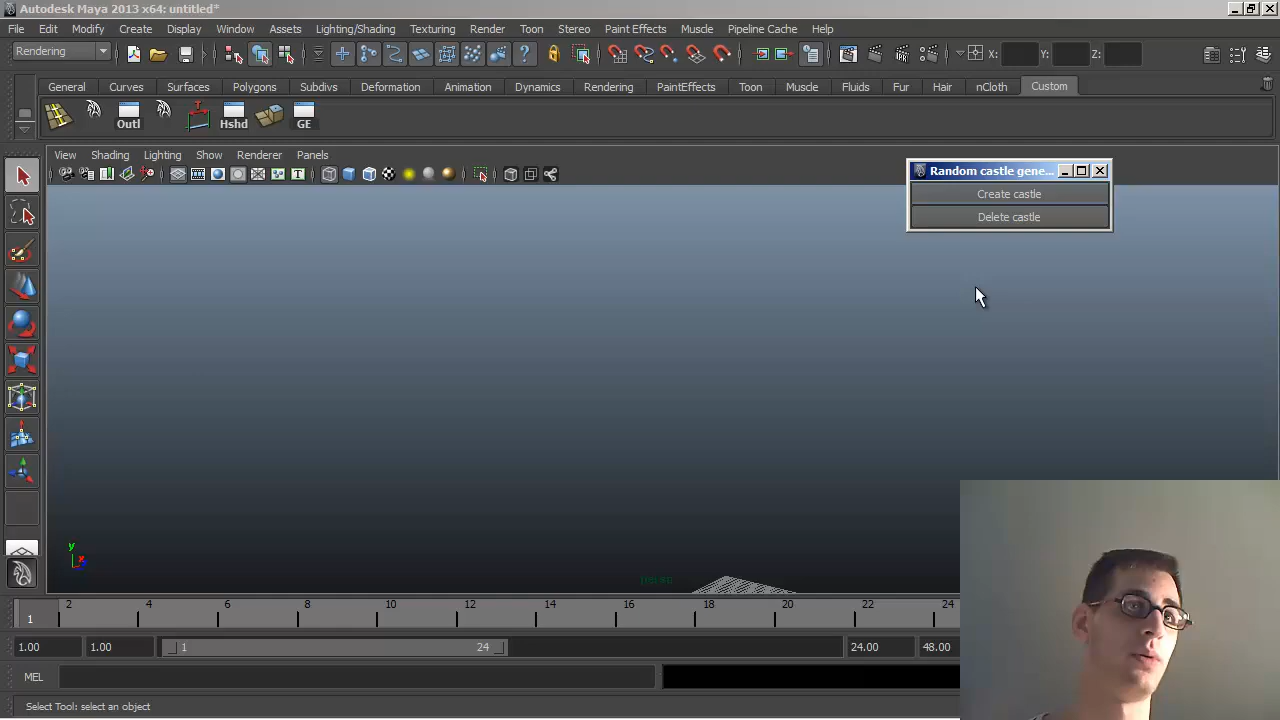 Autodesk Maya 2013 x64: untitled*
File Edit Modify Create Display Window Assets Lighting/Shading Texturing Render Toon Stereo Paint Effects Muscle Pipeline Cache Help
Rendering X: Y: Z:
General Curves Surfaces Polygons Subdivs Deformation Animation Dynamics Rendering PaintEffects Toon Muscle Fluids Fur Hair nCloth Custom
Outl Hshd GE
View Shading Lighting Show Renderer Panels
Random castle gene...
Create castle
Delete castle
y
x
persp
1 2 4 6 8 10 12 14 16 18 20 22 24
1.00 1.00 1 24 24.00 48.00
MEL
Select Tool: select an object